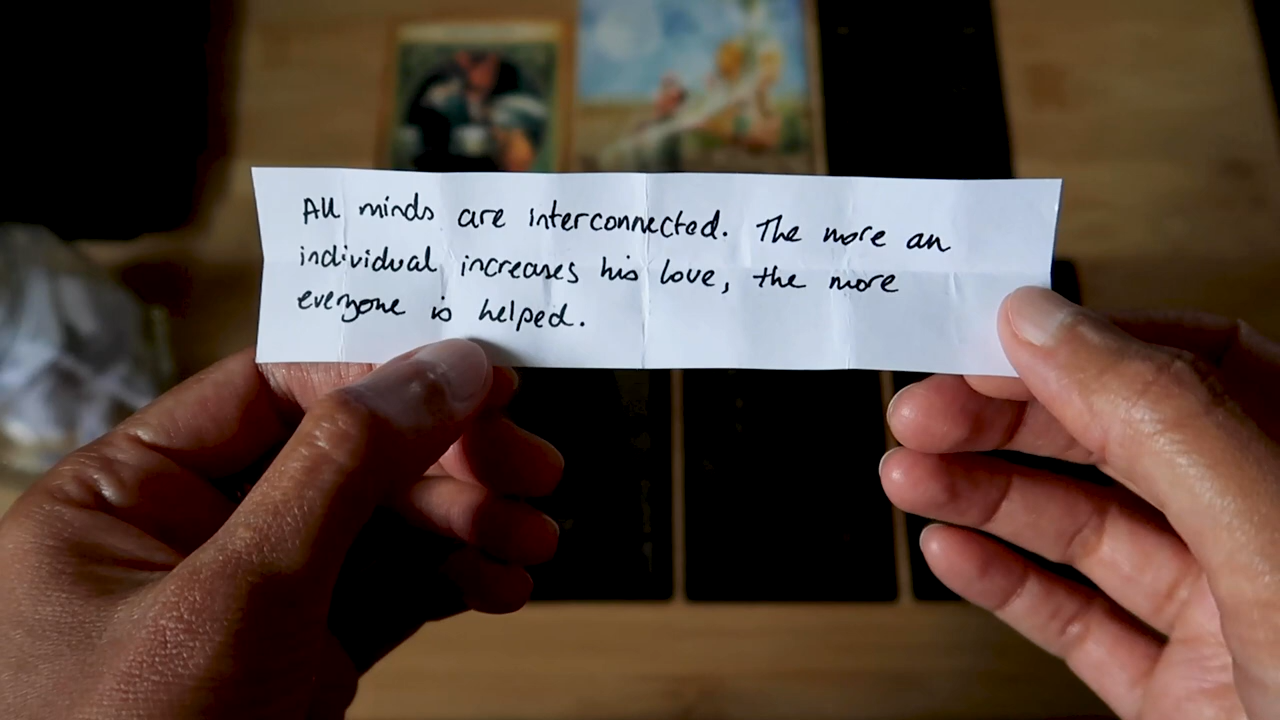 All minds are interconnected. The more an
individual increases his love, the more
everyone is helped.